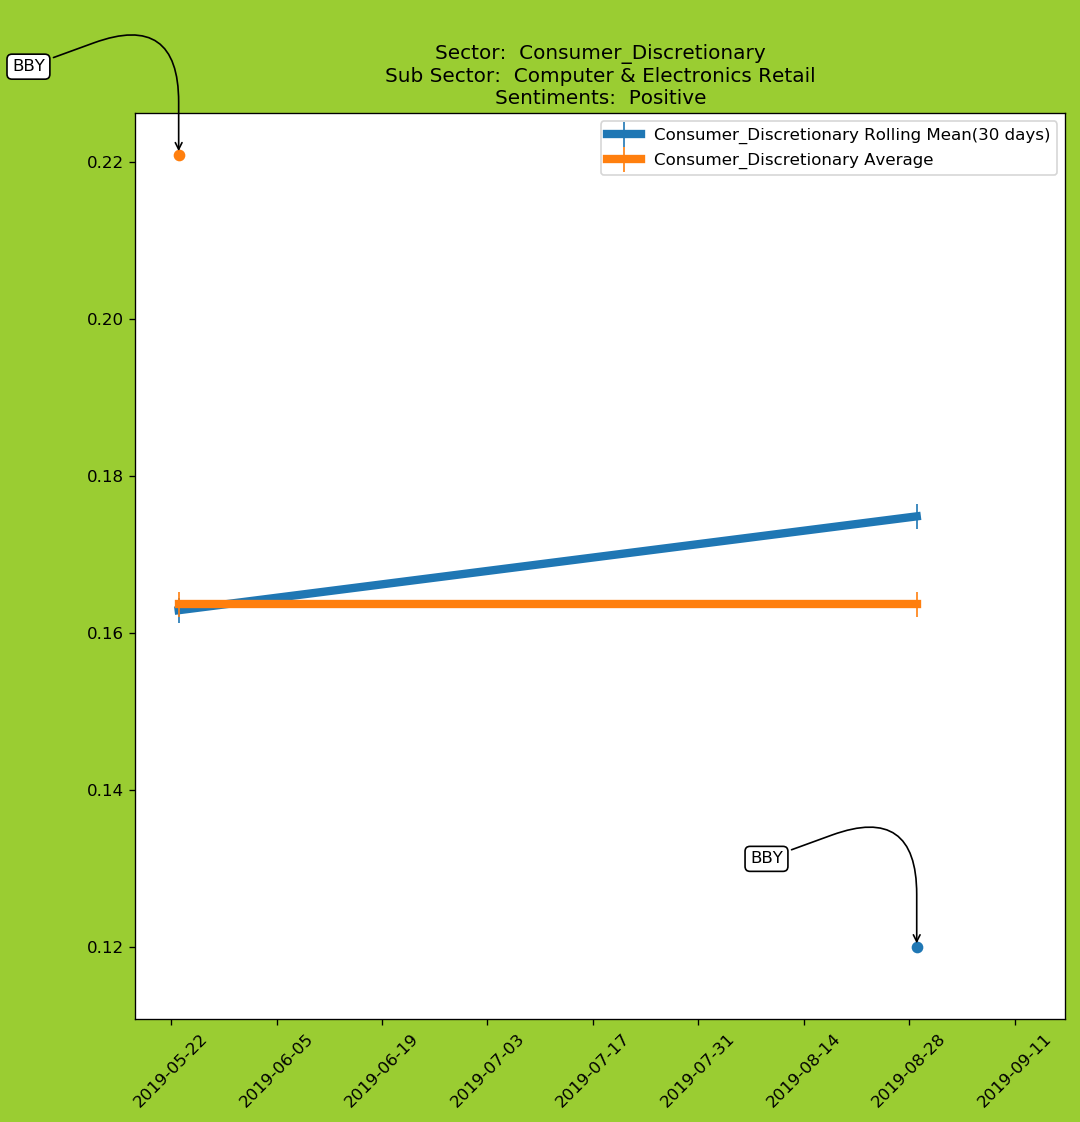 BBY
Sector:  Consumer_Discretionary
Sub Sector:  Computer & Electronics Retail
Sentiments:  Positive
Consumer_Discretionary Rolling Mean(30 days)
Consumer_Discretionary Average
0.22
0.20
0.18
0.16
0.14
BBY
0.12
2019-05-22
2019-06-05
2019-06-19
2019-07-03
2019-07-17
2019-07-31
2019-08-14
2019-08-28
2019-09-11